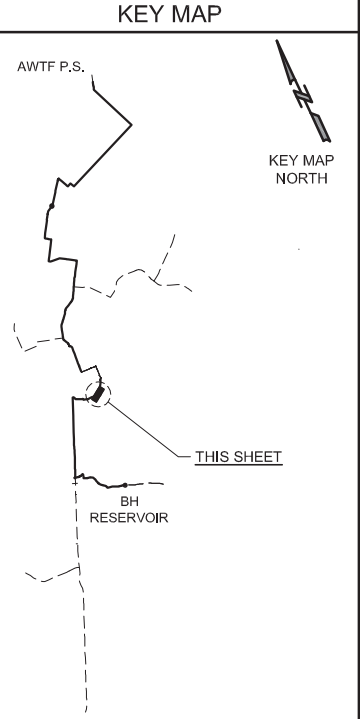 KEY MAP
AWTF P.S.
KEY MAP
NORTH
THIS SHEET
BH
RESERVOIR